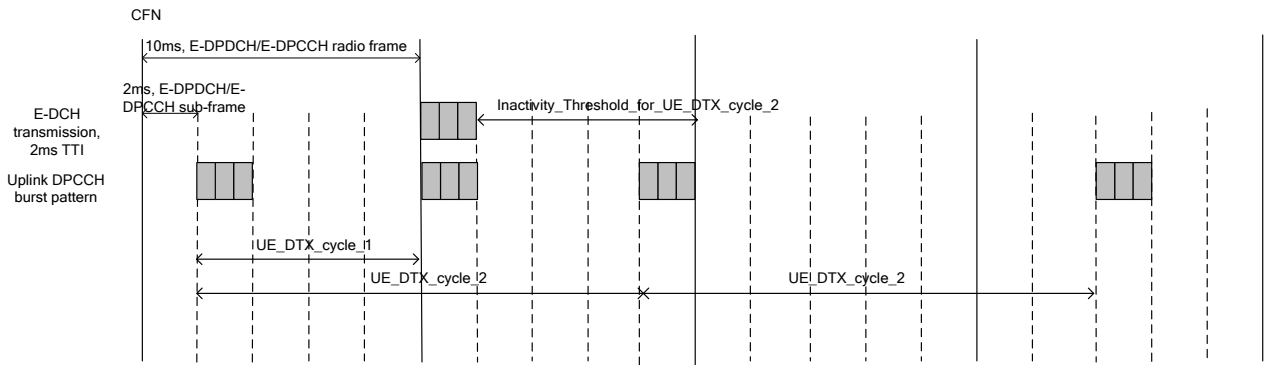 CFN
10ms, E-DPDCH/E-DPCCH radio frame
2ms, E-DPDCH/E-
DPCCH sub-frame
E-DCH
transmission,
2ms TTI
Inactivity_Threshold_for_UE_DTX_cycle_2
Uplink DPCCH
burst pattern
UE_DTX_cycle_1
UE_DTX_cycle_2
UE_DTX_cycle_2